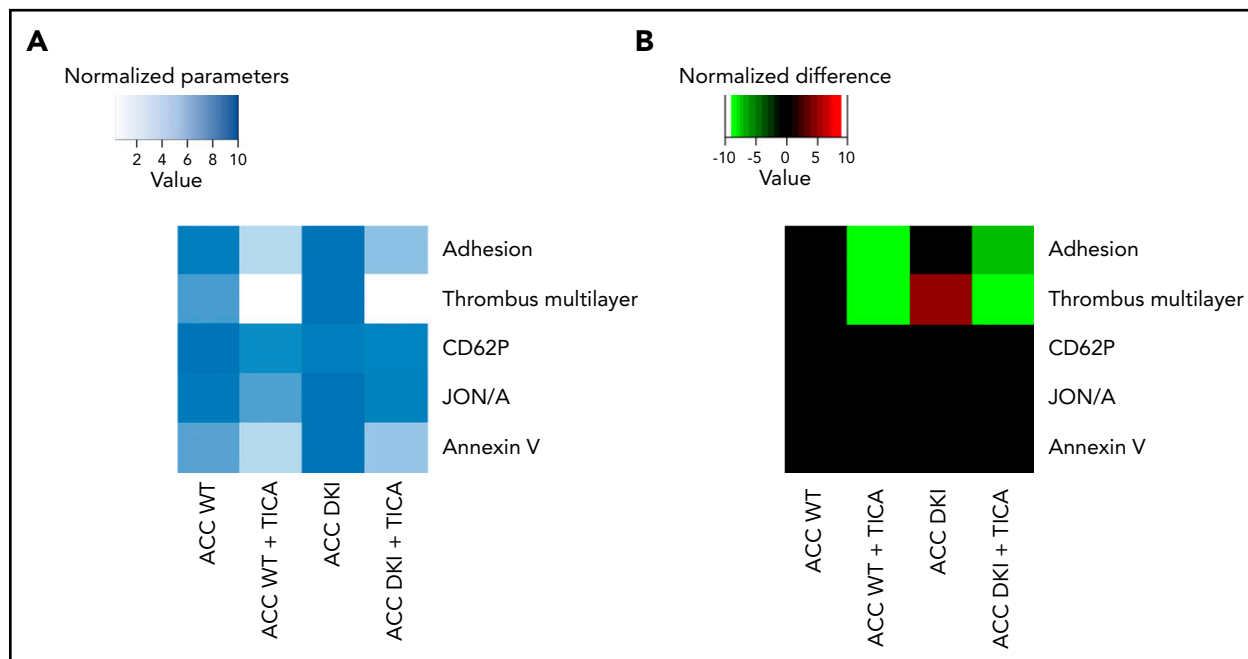 A
Normalized parameters
2 4 6 8 10
Value
Adhesion
Thrombus multilayer
CD62P
JON/A
Annexin V
ACC WT
ACC WT + TICA
ACC DKI
ACC DKI + TICA
B
Normalized difference
-10 -5 0 5 10
Value
Adhesion
Thrombus multilayer
CD62P
JON/A
Annexin V
ACC WT
ACC WT + TICA
ACC DKI
ACC DKI + TICA